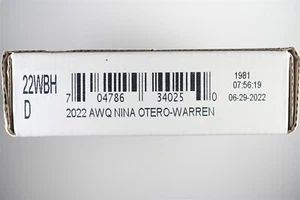 22WBH
D
7 04786 34025 0
2022 AWQ NINA OTERO-WARREN
1981
07:56:19
06-29-2022